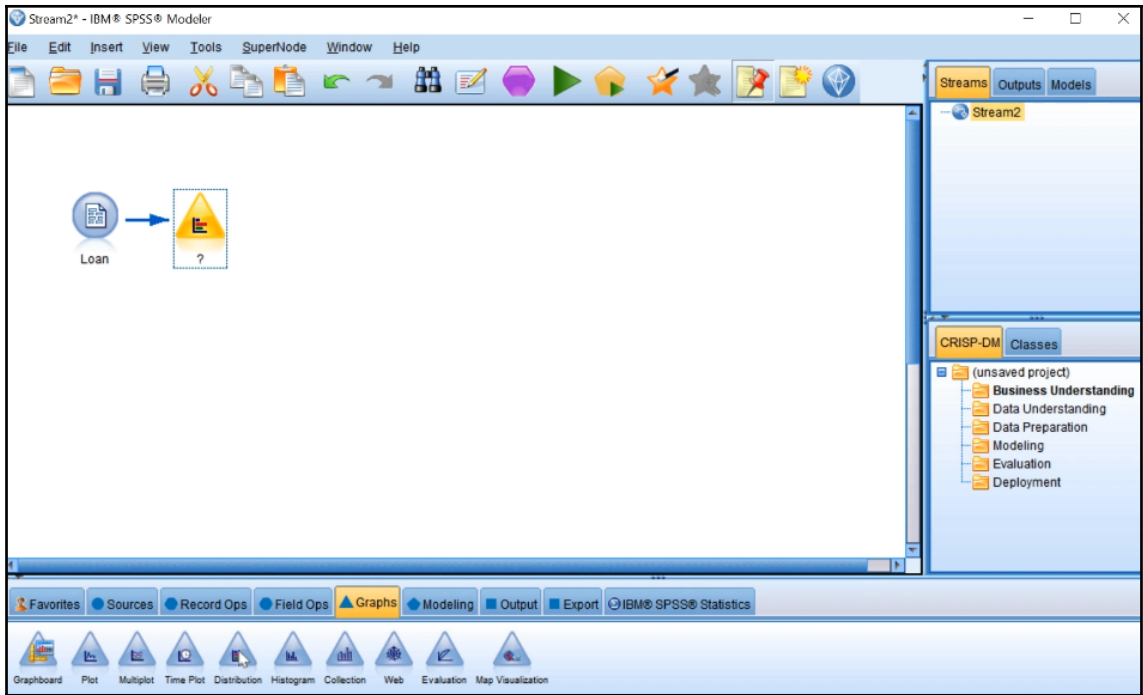 Stream2* - IBM® SPSS® Modeler
File Edit Insert View Tools SuperNode Window Help
Streams Outputs Models
Stream2
Loan
?
CRISP-DM Classes
(unsaved project)
Business Understanding
Data Understanding
Data Preparation
Modeling
Evaluation
Deployment
Favorites Sources Record Ops Field Ops Graphs Modeling Output Export IBM® SPSS® Statistics
Graphboard Plot Multiplot Time Plot Distribution Histogram Collection Web Evaluation Map Visualization